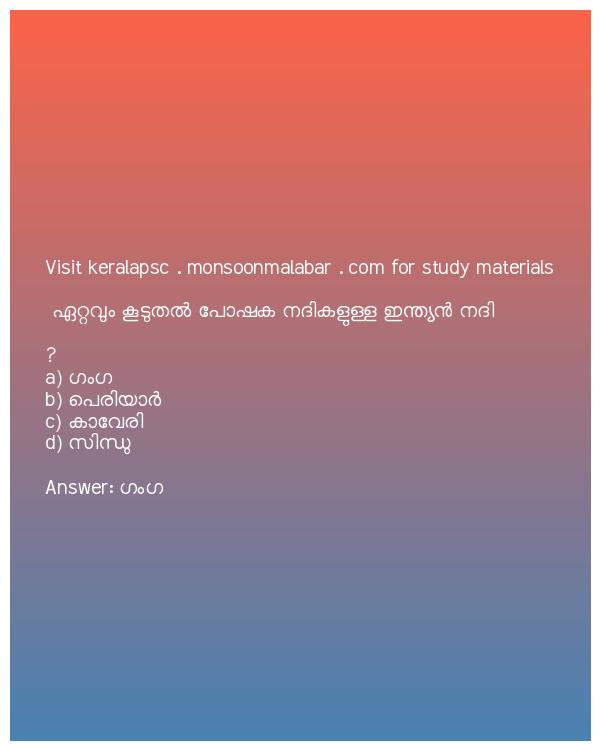 Visit keralapsc . monsoonmalabar . com for study materials
ഏറ്റവും കൂടുതൽ പോഷക നദികളുള്ള ഇന്ത്യൻ നദി
?
a) ഗംഗ
b) പെരിയാർ
c) കാവേരി
d) സിന്ധു
Answer: ഗംഗ